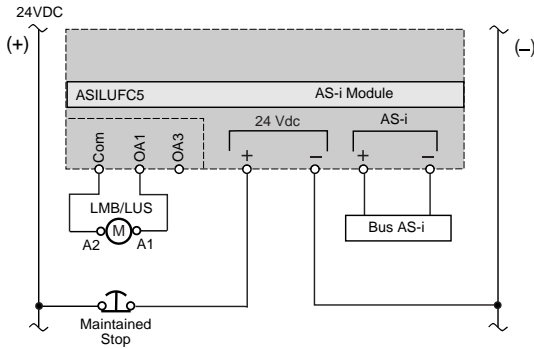 24VDC
(+)
(–)
ASILUFC5
AS-i Module
24 Vdc
AS-i
Com
OA1
OA3
+
–
+
–
LMB/LUS
A2
M
A1
Bus AS-i
Maintained
Stop